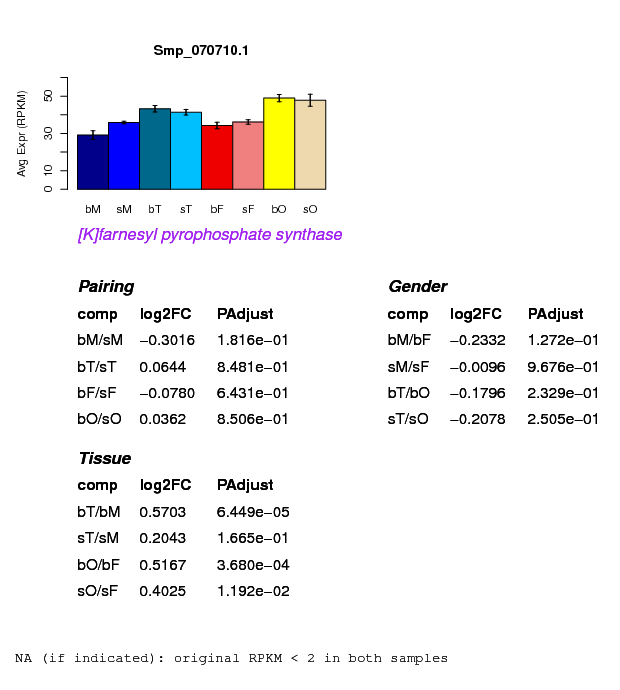 Smp_070710.1
Avg Expr (RPKM)
0 10 30 50
bM sM bT sT bF sF bO sO
[K]farnesyl pyrophosphate synthase
Pairing
comp log2FC PAdjust
bM/sM −0.3016 1.816e−01
bT/sT 0.0644 8.481e−01
bF/sF −0.0780 6.431e−01
bO/sO 0.0362 8.506e−01
Gender
comp log2FC PAdjust
bM/bF −0.2332 1.272e−01
sM/sF −0.0096 9.676e−01
bT/bO −0.1796 2.329e−01
sT/sO −0.2078 2.505e−01
Tissue
comp log2FC PAdjust
bT/bM 0.5703 6.449e−05
sT/sM 0.2043 1.665e−01
bO/bF 0.5167 3.680e−04
sO/sF 0.4025 1.192e−02
NA (if indicated): original RPKM < 2 in both samples